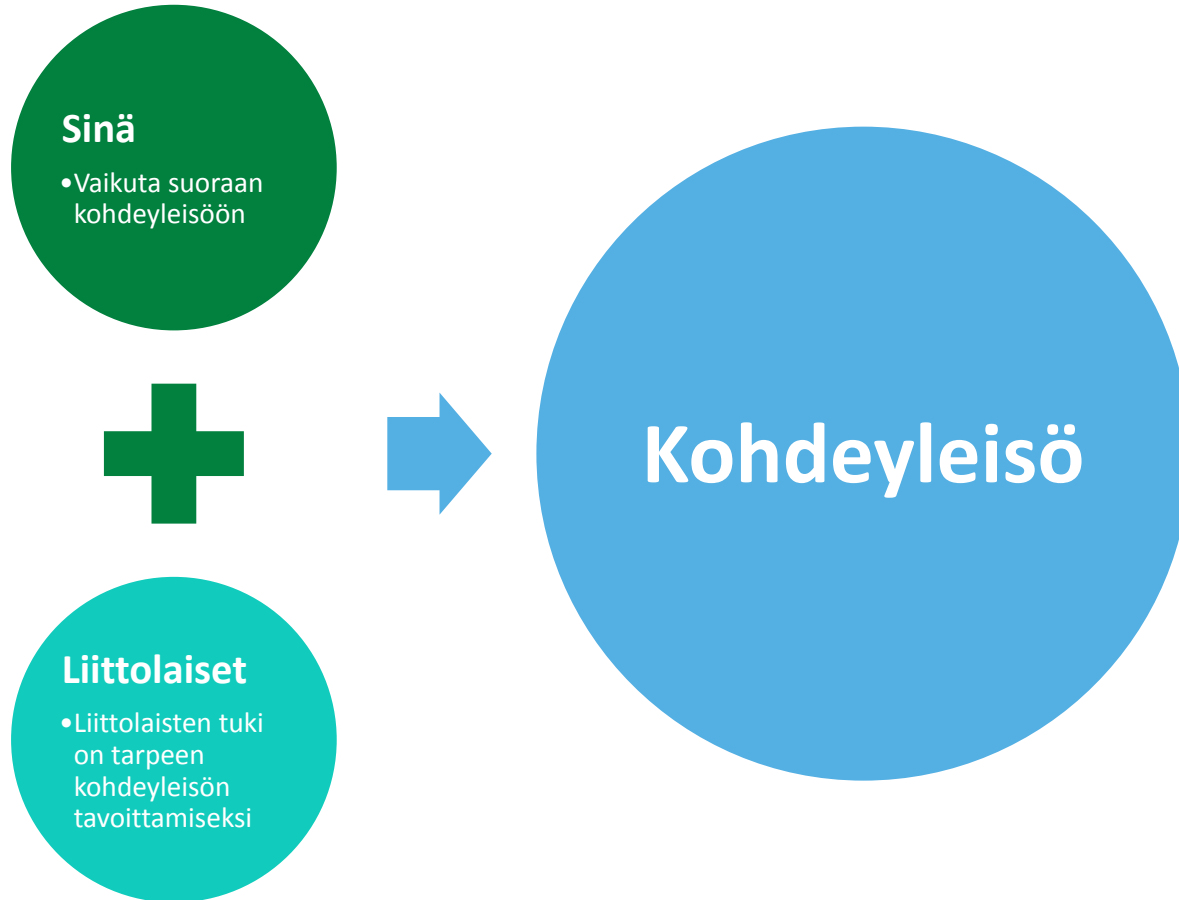 Sinä
•Vaikuta suoraan
kohdeyleisöön
Kohdeyleisö
Liittolaiset
•Liittolaisten tuki
on tarpeen
kohdeyleisön
tavoittamiseksi